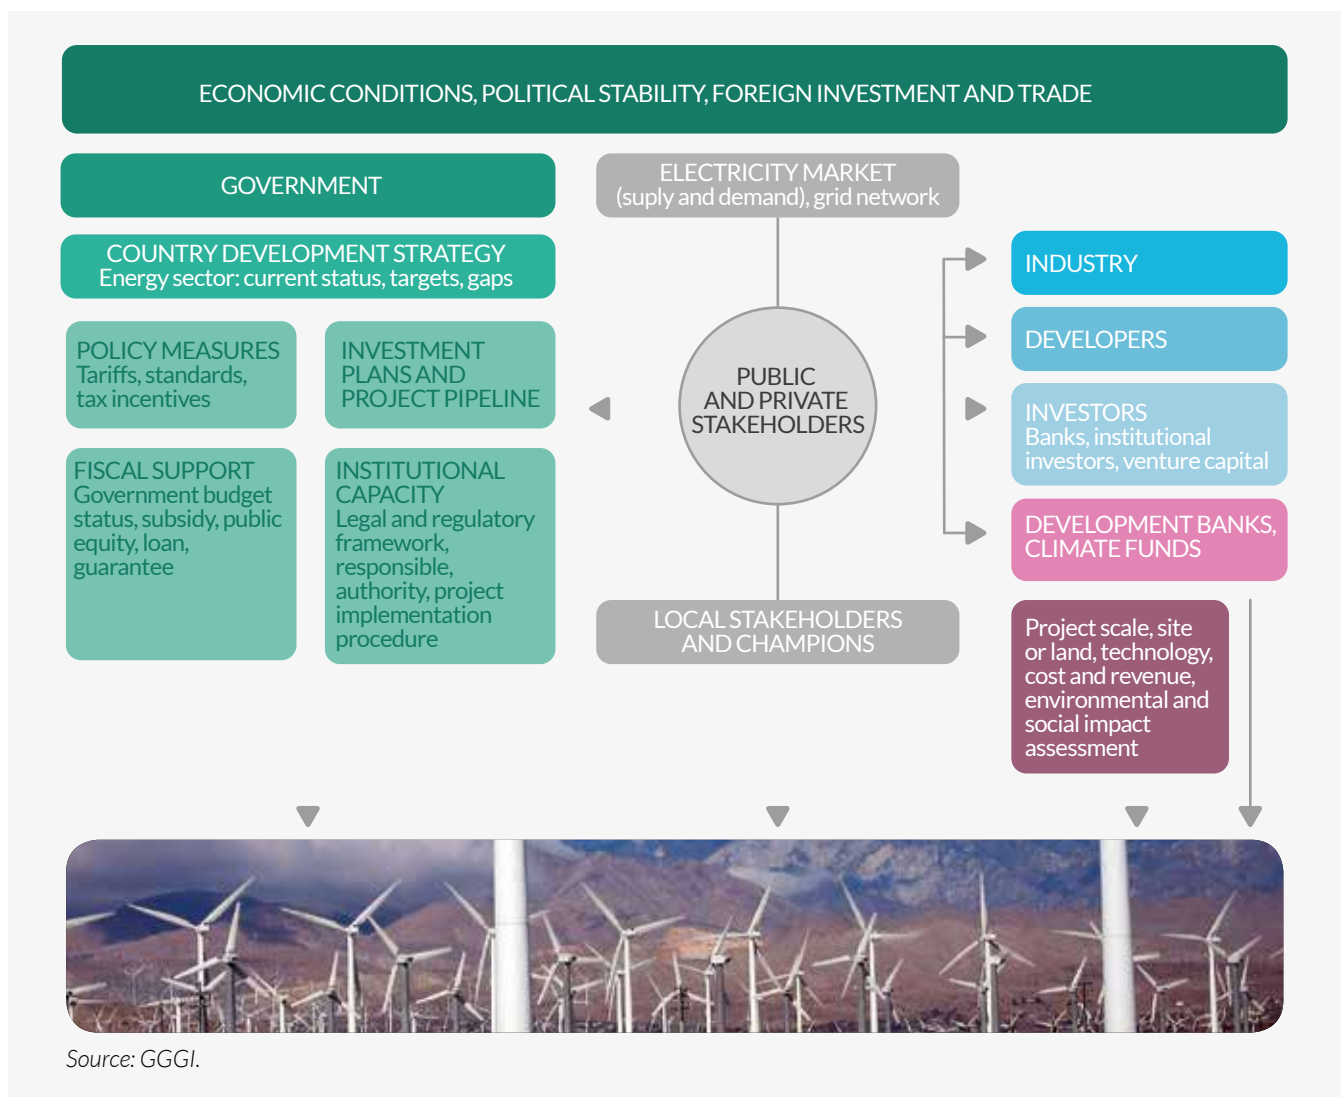 ECONOMIC CONDITIONS, POLITICAL STABILITY, FOREIGN INVESTMENT AND TRADE
GOVERNMENT
COUNTRY DEVELOPMENT STRATEGY
Energy sector: current status, targets, gaps
POLICY MEASURES
Tariffs, standards,
tax incentives
INVESTMENT
PLANS AND
PROJECT PIPELINE
FISCAL SUPPORT
Government budget
status, subsidy, public
equity, loan,
guarantee
INSTITUTIONAL
CAPACITY
Legal and regulatory
framework,
responsible,
authority, project
implementation
procedure
ELECTRICITY MARKET
(suply and demand), grid network
PUBLIC
AND PRIVATE
STAKEHOLDERS
LOCAL STAKEHOLDERS
AND CHAMPIONS
INDUSTRY
DEVELOPERS
INVESTORS
Banks, institutional
investors, venture capital
DEVELOPMENT BANKS,
CLIMATE FUNDS
Project scale, site
or land, technology,
cost and revenue,
environmental and
social impact
assessment
Source: GGGI.